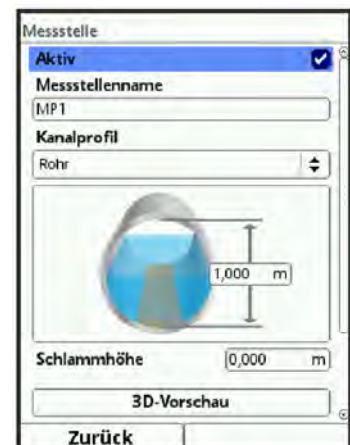 Messstelle
Aktiv
Messstellenname
MP1
Kanalprofil
Rohr
1,000 m
Schlammhöhe 0,000 m
3D-Vorschau
Zurück